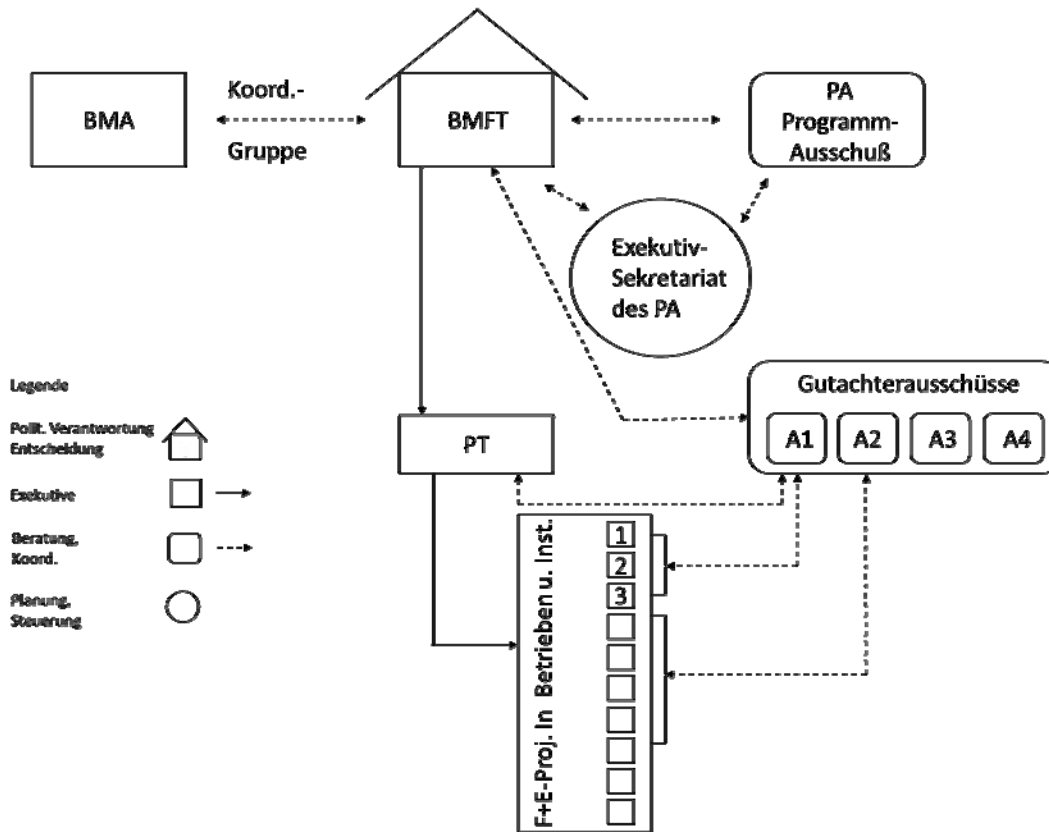 BMA
Koord.-
Gruppe
BMFT
PA
Programm-
Ausschuß
Exekutiv-
Sekretariat
des PA
Gutachterausschüsse
A1
A2
A3
A4
PT
F+E-Proj. In Betrieben u. Inst.
1
2
3
Legende
Polit. Verantwortung
Entscheidung
Exekutive
Beratung,
Koord.
Planung,
Steuerung